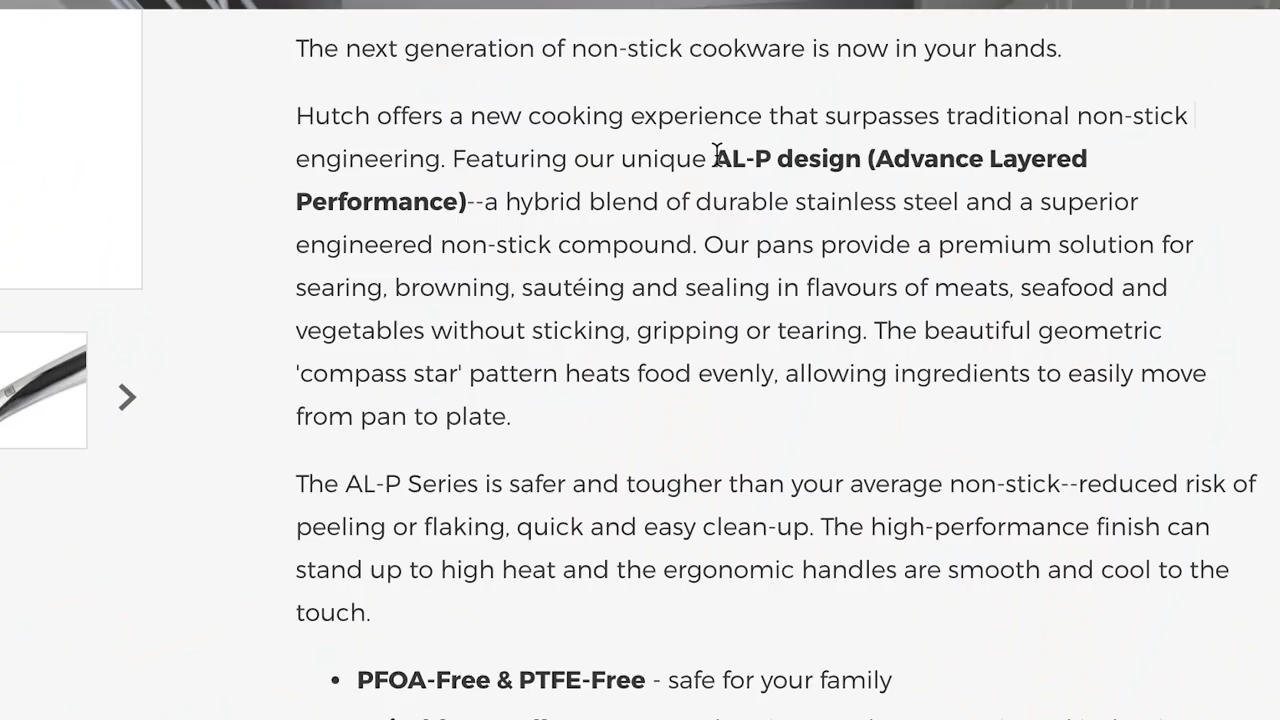 The next generation of non-stick cookware is now in your hands.
Hutch offers a new cooking experience that surpasses traditional non-stick
engineering. Featuring our unique AL-P design (Advance Layered
Performance)--a hybrid blend of durable stainless steel and a superior
engineered non-stick compound. Our pans provide a premium solution for
searing, browning, sautéing and sealing in flavours of meats, seafood and
vegetables without sticking, gripping or tearing. The beautiful geometric
'compass star' pattern heats food evenly, allowing ingredients to easily move
from pan to plate.
The AL-P Series is safer and tougher than your average non-stick--reduced risk of
peeling or flaking, quick and easy clean-up. The high-performance finish can
stand up to high heat and the ergonomic handles are smooth and cool to the
touch.
• PFOA-Free & PTFE-Free - safe for your family